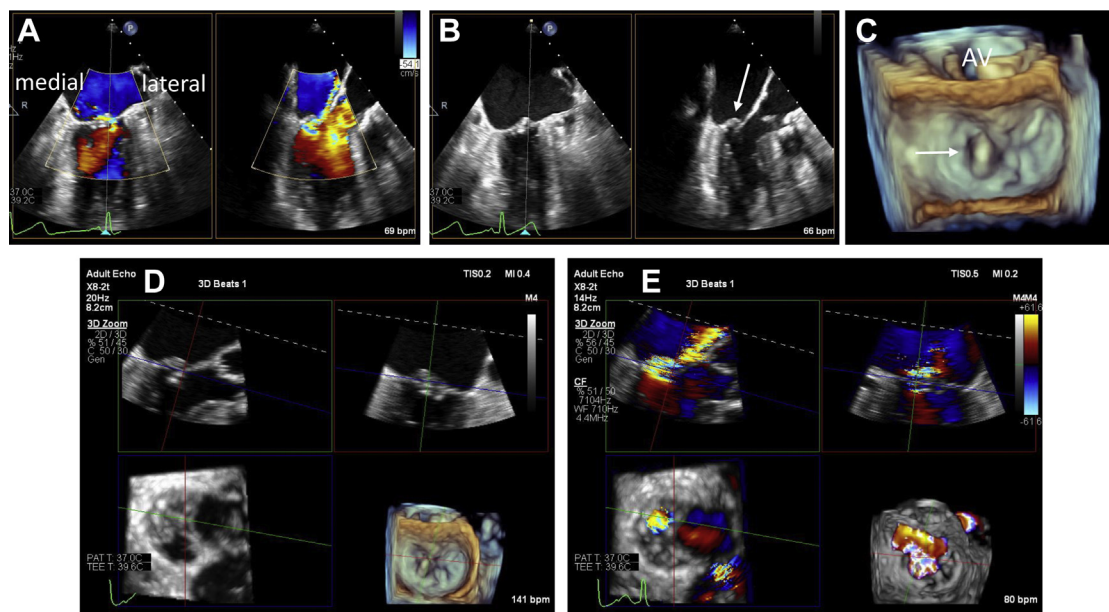 A
P
medial
lateral
-54.1
cm/s
R
37.0C
39.2C
69 bpm
B
P
R
37.0C
39.2C
66 bpm
C
AV
Adult Echo
X8-2t
20Hz
8.2cm
D
3D Beats 1
TIS0.2 MI 0.4
M4
3D Zoom
2D / 3D
% 51 / 45
C 50 / 30
Gen
PAT T: 37.0C
TEE T: 39.6C
141 bpm
Adult Echo
X8-2t
14Hz
8.2cm
E
3D Beats 1
TIS0.5 MI 0.2
M4 M4
+61.6
-61.6
3D Zoom
2D / 3D
% 56 / 45
C 50 / 30
Gen
CF
% 51 / 50
7104Hz
WF 710Hz
4.4MHz
PAT T: 37.0C
TEE T: 39.6C
80 bpm